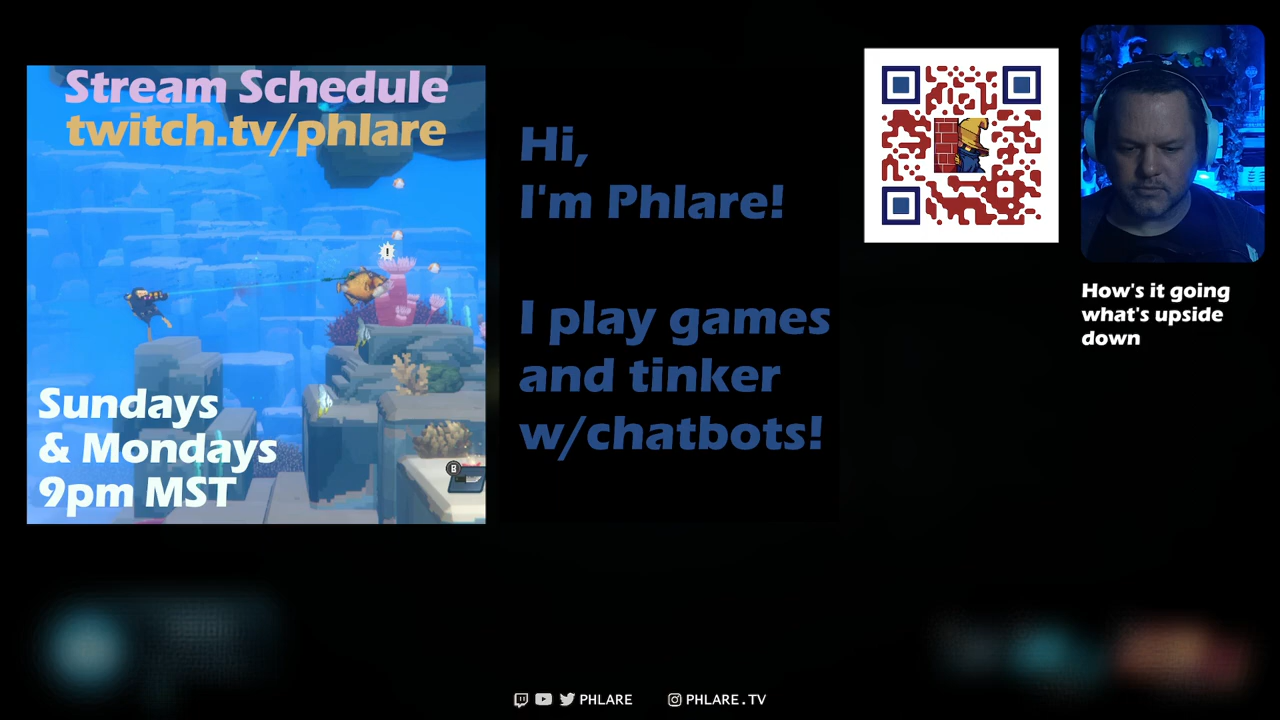 Stream Schedule
twitch.tv/phlare
!
Sundays
& Mondays
9pm MST
B
Hi,
I'm Phlare!
I play games
and tinker
w/chatbots!
How's it going
what's upside
down
PHLARE
PHLARE.TV